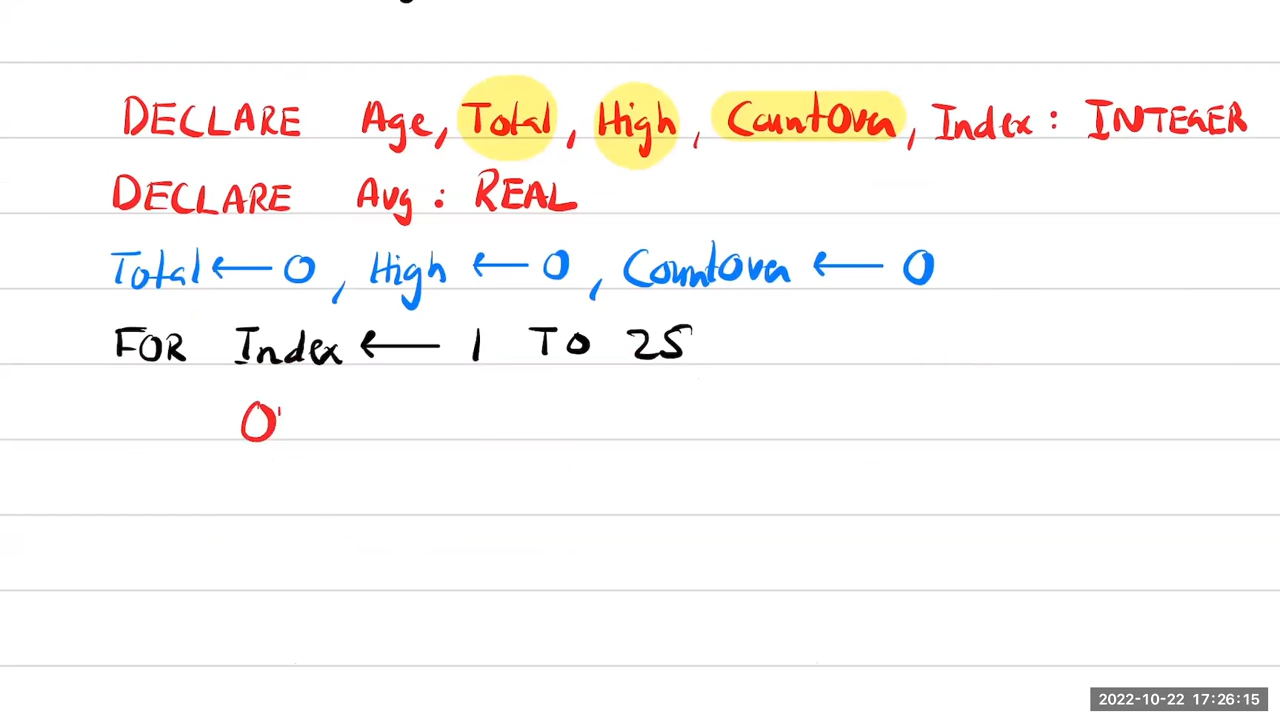 DECLARE Age, Total, High, CountOver, Index : INTEGER
DECLARE Avg : REAL
Total ← 0, High ← 0, CountOver ← 0
FOR Index ← 1 TO 25
O
2022-10-22 17:26:15